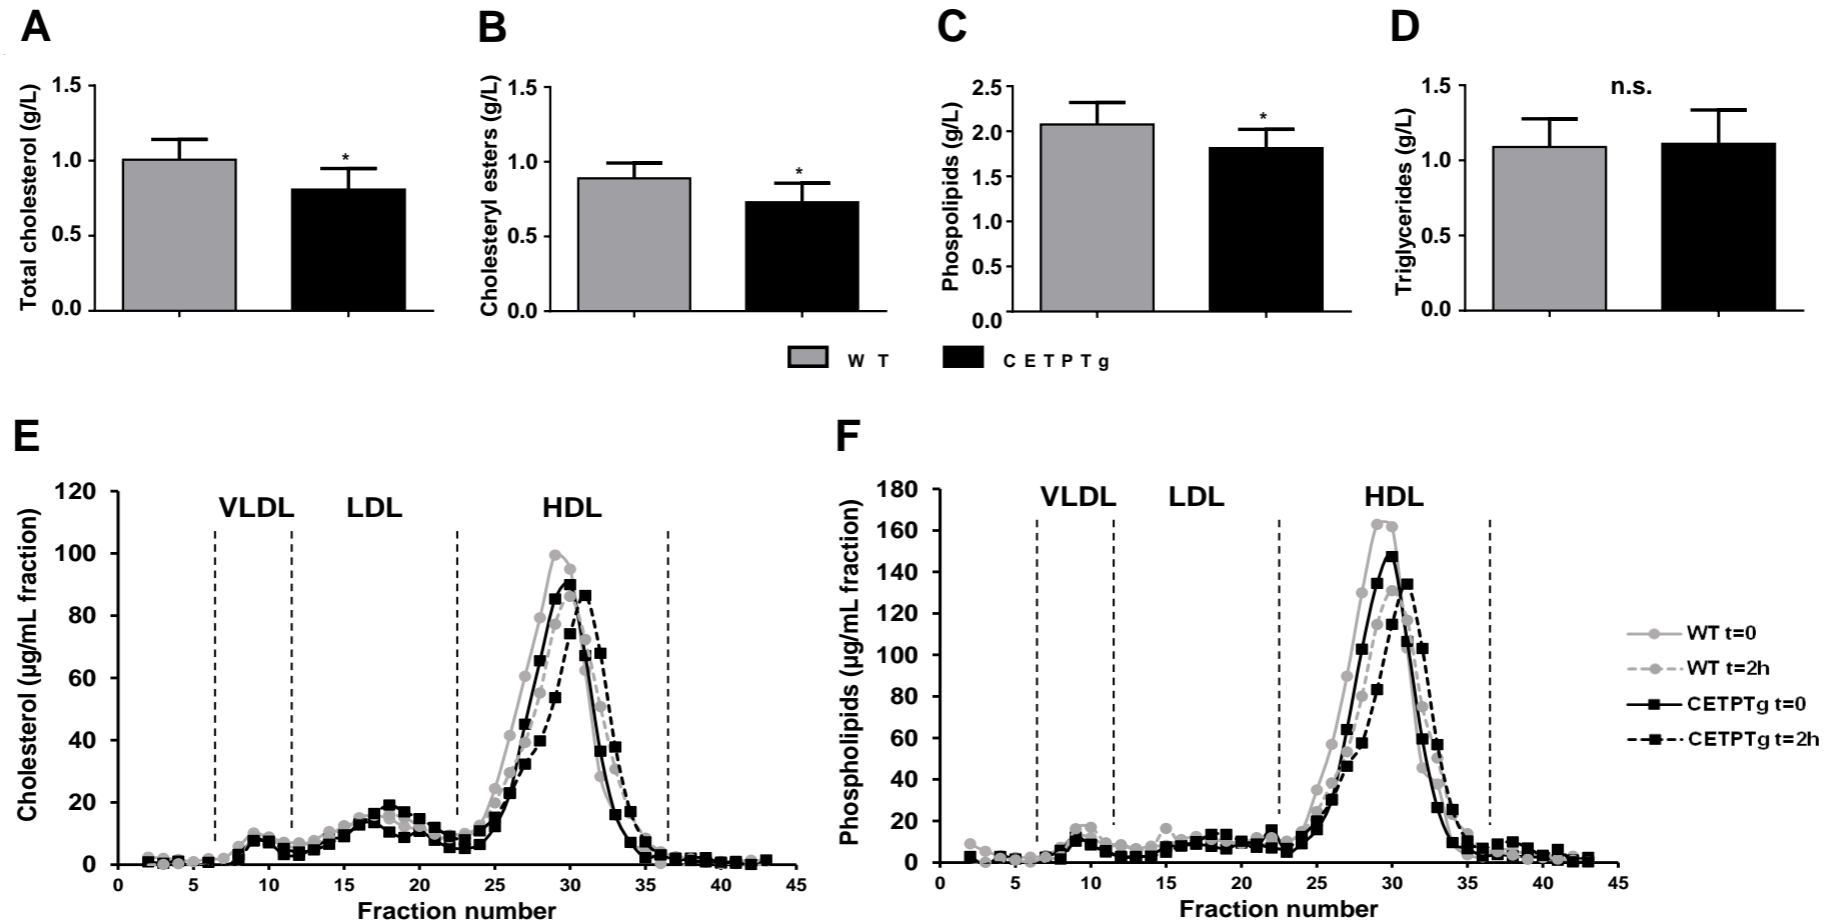 A
B
C
D
Total cholesterol (g/L)
1.5
1.0
0.5
0.0
*
Cholesteryl esters (g/L)
1.5
1.0
0.5
0.0
*
Phospolipids (g/L)
2.5
2.0
1.5
1.0
0.5
0.0
*
Triglycerides (g/L)
1.5
1.0
0.5
0.0
n.s.
WT
CETPTg
E
Cholesterol (µg/mL fraction)
120
100
80
60
40
20
0
VLDL LDL HDL
0 5 10 15 20 25 30 35 40 45
Fraction number
F
Phospholipids (µg/mL fraction)
180
160
140
120
100
80
60
40
20
0
VLDL LDL HDL
0 5 10 15 20 25 30 35 40 45
Fraction number
WT t=0
WT t=2h
CETPTg t=0
CETPTg t=2h